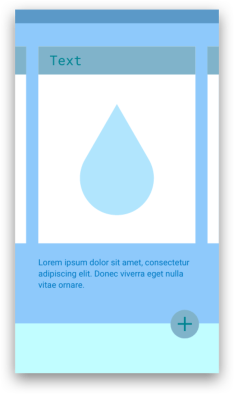 Text
Lorem ipsum dolor sit amet, consectetur
adipiscing elit. Donec viverra eget nulla
vitae ornare.